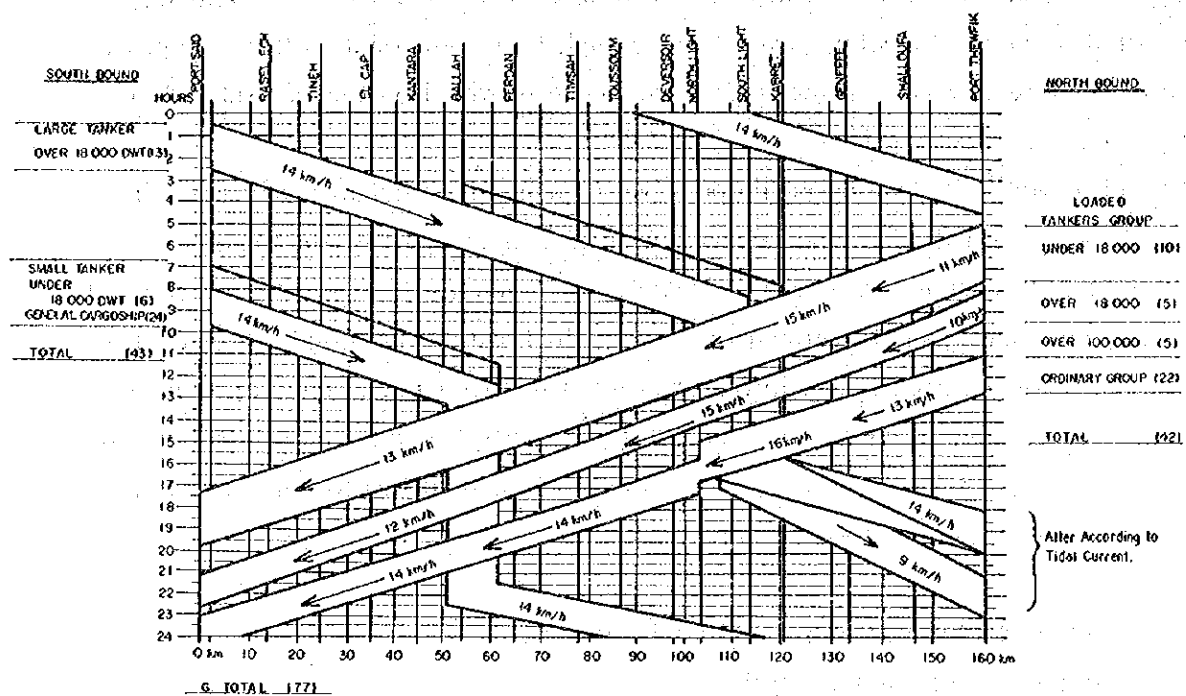 PORT SAID
RASEL ECH
TINEH
EL CAP
KANTARA
BALLAH
FERDAN
TIMSAH
TOUSSOUM
DEVERSOIR
NORTH LIGHT
SOUTH LIGHT
KABRET
GENEFFE
SHALLOUFA
PORT THEWFIK
SOUTH BOUND
NORTH BOUND
HOURS
0
1
2
3
4
5
6
7
8
9
10
11
12
13
14
15
16
17
18
19
20
21
22
23
24
LARGE TANKER
OVER 18 000 DWT(13)
SMALL TANKER
UNDER
18 000 DWT (6)
GENERAL CARGOSHIP(24)
TOTAL (43)
14 km/h
14 km/h
14 km/h
11 km/h
15 km/h
10km/h
15 km/h
13 km/h
13 km/h
16 km/h
12 km/h
14 km/h
14 km/h
14 km/h
9 km/h
14 km/h
LOADED
TANKERS GROUP
UNDER 18 000 (10)
OVER 18 000 (5)
OVER 100 000 (5)
ORDINARY GROUP (22)
TOTAL (42)
Alter According to
Tidal Current.
0 km 10 20 30 40 50 60 70 80 90 100 110 120 130 140 150 160 km
G. TOTAL (77)